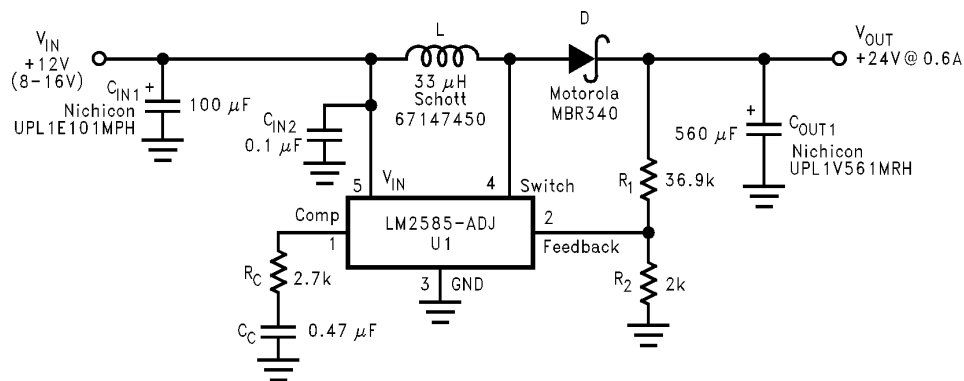 V_IN
+12V
(8-16V)
C_IN1 +
Nichicon
UPL1E101MPH
100 μF
C_IN2
0.1 μF
L
33 μH
Schott
67147450
D
Motorola
MBR340
V_OUT
+24V @ 0.6A
+
560 μF
C_OUT1
Nichicon
UPL1V561MRH
R_1
36.9k
5
V_IN
4
Switch
Comp
1
LM2585-ADJ
U1
2
Feedback
3
GND
R_2
2k
R_C
2.7k
C_C
0.47 μF